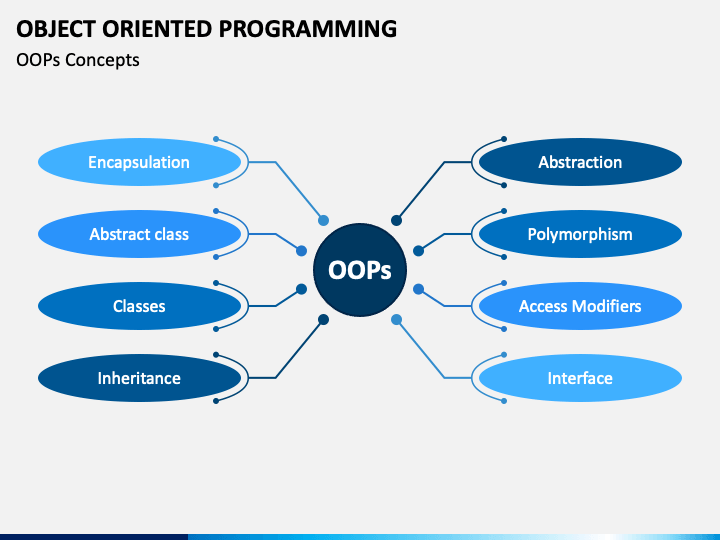 OBJECT ORIENTED PROGRAMMING
OOPs Concepts
Encapsulation
Abstract class
Classes
Inheritance
OOPs
Abstraction
Polymorphism
Access Modifiers
Interface